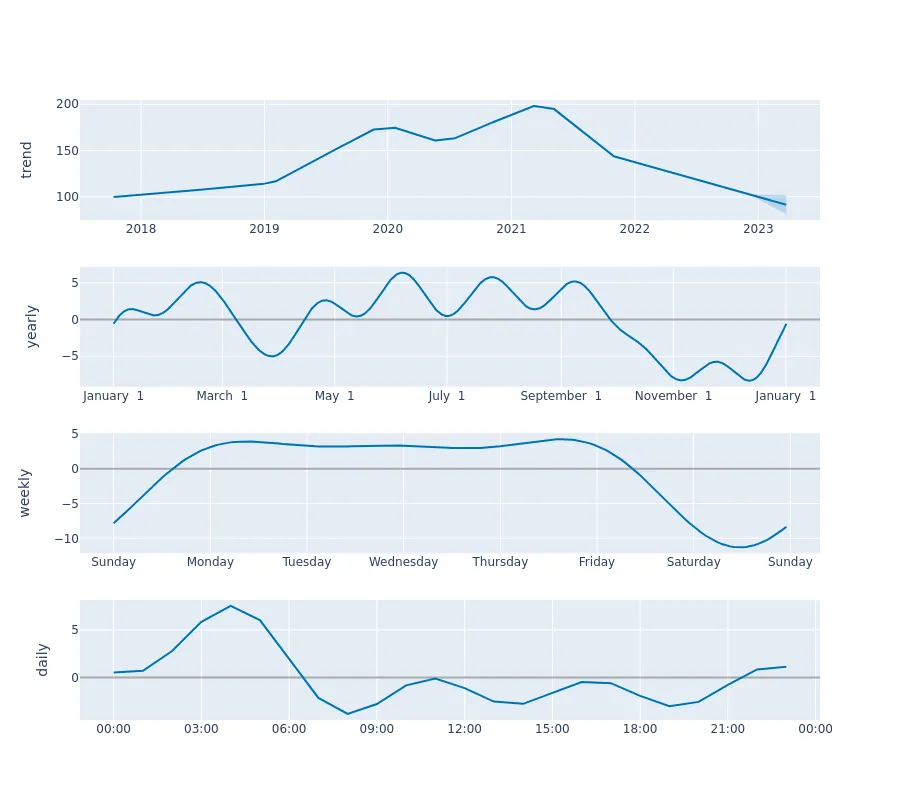 200
150
100
trend
2018 2019 2020 2021 2022 2023
5
0
−5
yearly
January 1 March 1 May 1 July 1 September 1 November 1 January 1
5
0
−5
−10
weekly
Sunday Monday Tuesday Wednesday Thursday Friday Saturday Sunday
5
0
daily
00:00 03:00 06:00 09:00 12:00 15:00 18:00 21:00 00:00